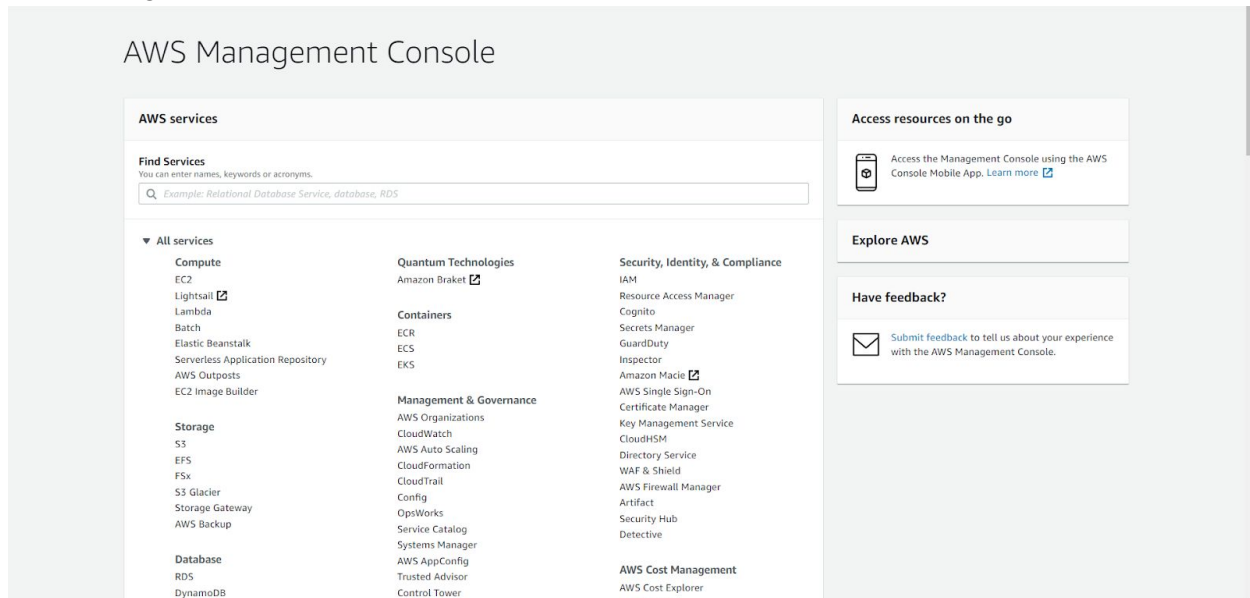 AWS Management Console
AWS services
Find Services
You can enter names, keywords or acronyms.
Example: Relational Database Service, database, RDS
All services
Compute
EC2
Lightsail
Lambda
Batch
Elastic Beanstalk
Serverless Application Repository
AWS Outposts
EC2 Image Builder
Storage
S3
EFS
FSx
S3 Glacier
Storage Gateway
AWS Backup
Database
RDS
DynamoDB
Quantum Technologies
Amazon Braket
Containers
ECR
ECS
EKS
Management & Governance
AWS Organizations
CloudWatch
AWS Auto Scaling
CloudFormation
CloudTrail
Config
OpsWorks
Service Catalog
Systems Manager
AWS AppConfig
Trusted Advisor
Control Tower
Security, Identity, & Compliance
IAM
Resource Access Manager
Cognito
Secrets Manager
GuardDuty
Inspector
Amazon Macie
AWS Single Sign-On
Certificate Manager
Key Management Service
CloudHSM
Directory Service
WAF & Shield
AWS Firewall Manager
Artifact
Security Hub
Detective
AWS Cost Management
AWS Cost Explorer
Access resources on the go
Access the Management Console using the AWS
Console Mobile App. Learn more
Explore AWS
Have feedback?
Submit feedback to tell us about your experience
with the AWS Management Console.